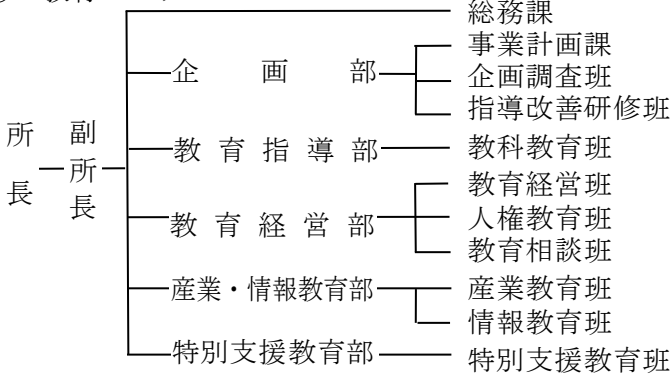 総務課
企画部
事業計画課
企画調査班
指導改善研修班
所長
副所長
教育指導部
教科教育班
教育経営部
教育経営班
人権教育班
教育相談班
産業・情報教育部
産業教育班
情報教育班
特別支援教育部
特別支援教育班